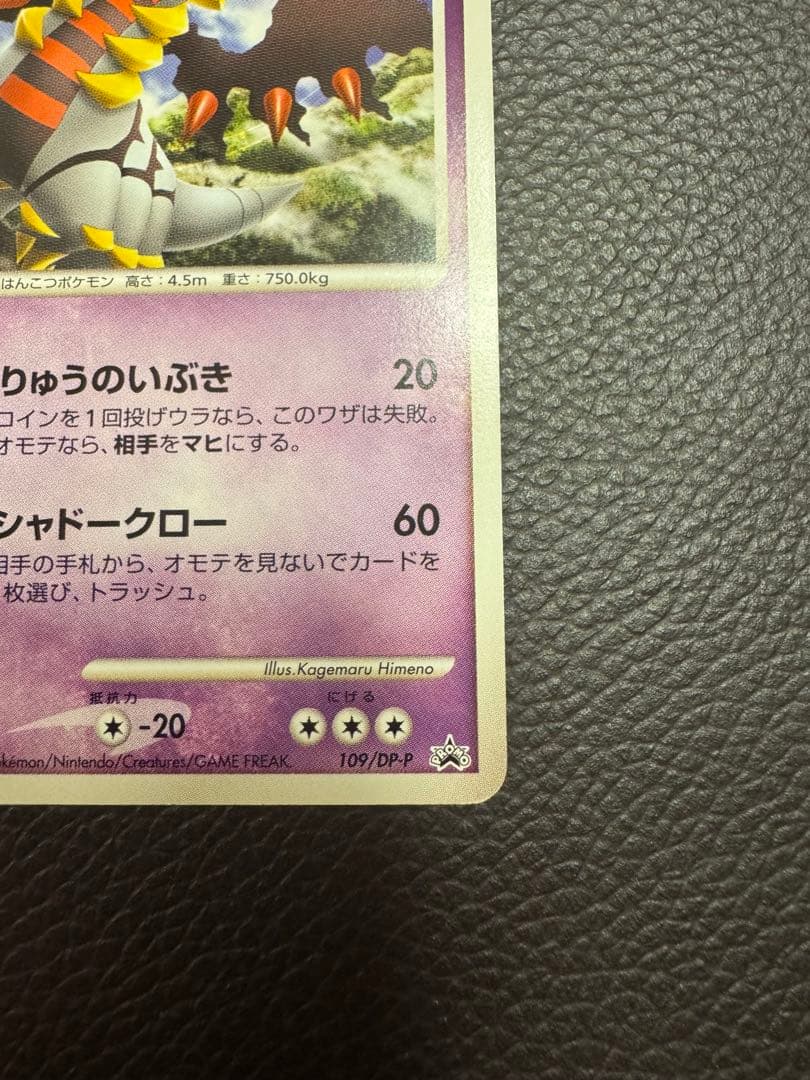 はんこつポケモン 高さ：4.5m 重さ：750.0kg
りゅうのいぶき 20
コインを1回投げウラなら、このワザは失敗。
オモテなら、相手をマヒにする。
シャドークロー 60
相手の手札から、オモテを見ないでカードを
枚選び、トラッシュ。
Illus.Kagemaru Himeno
抵抗力 にげる
-20
okémon/Nintendo/Creatures/GAME FREAK. 109/DP-P PROMO